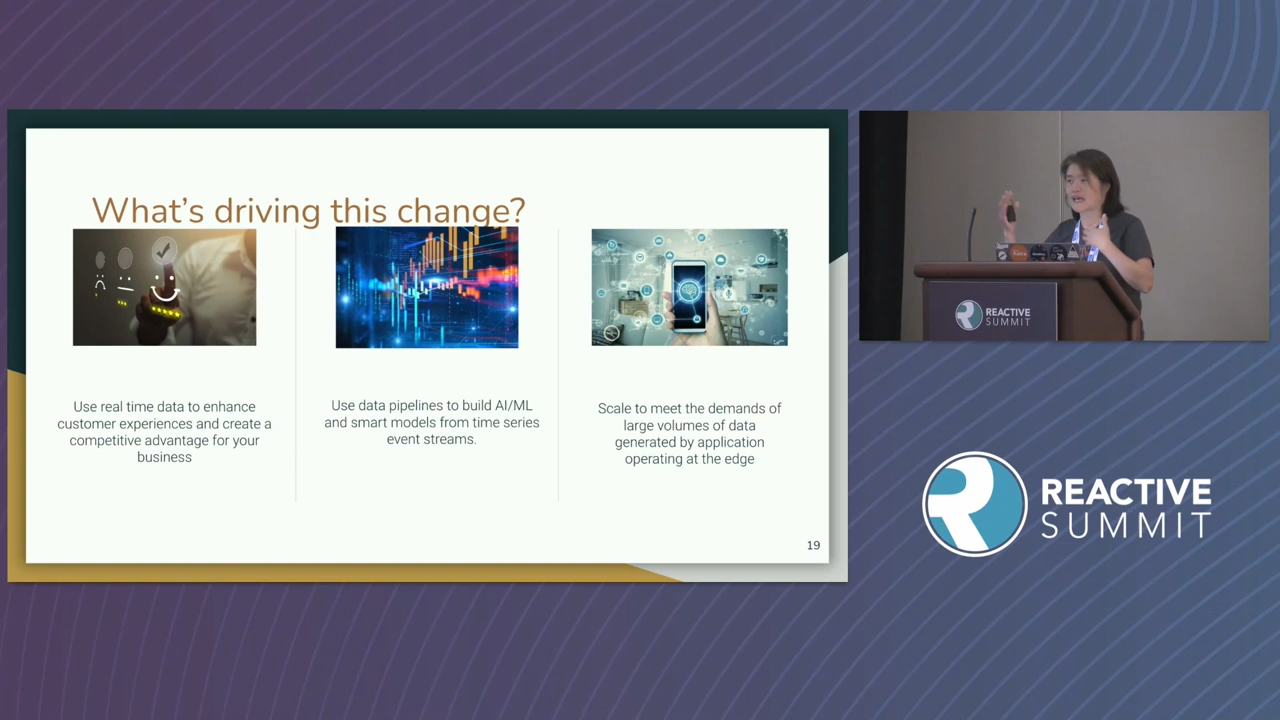 What's driving this change?
Use real time data to enhance
customer experiences and create a
competitive advantage for your
business
Use data pipelines to build AI/ML
and smart models from time series
event streams.
Scale to meet the demands of
large volumes of data
generated by application
operating at the edge
19
REACTIVE
SUMMIT
REACTIVE
SUMMIT